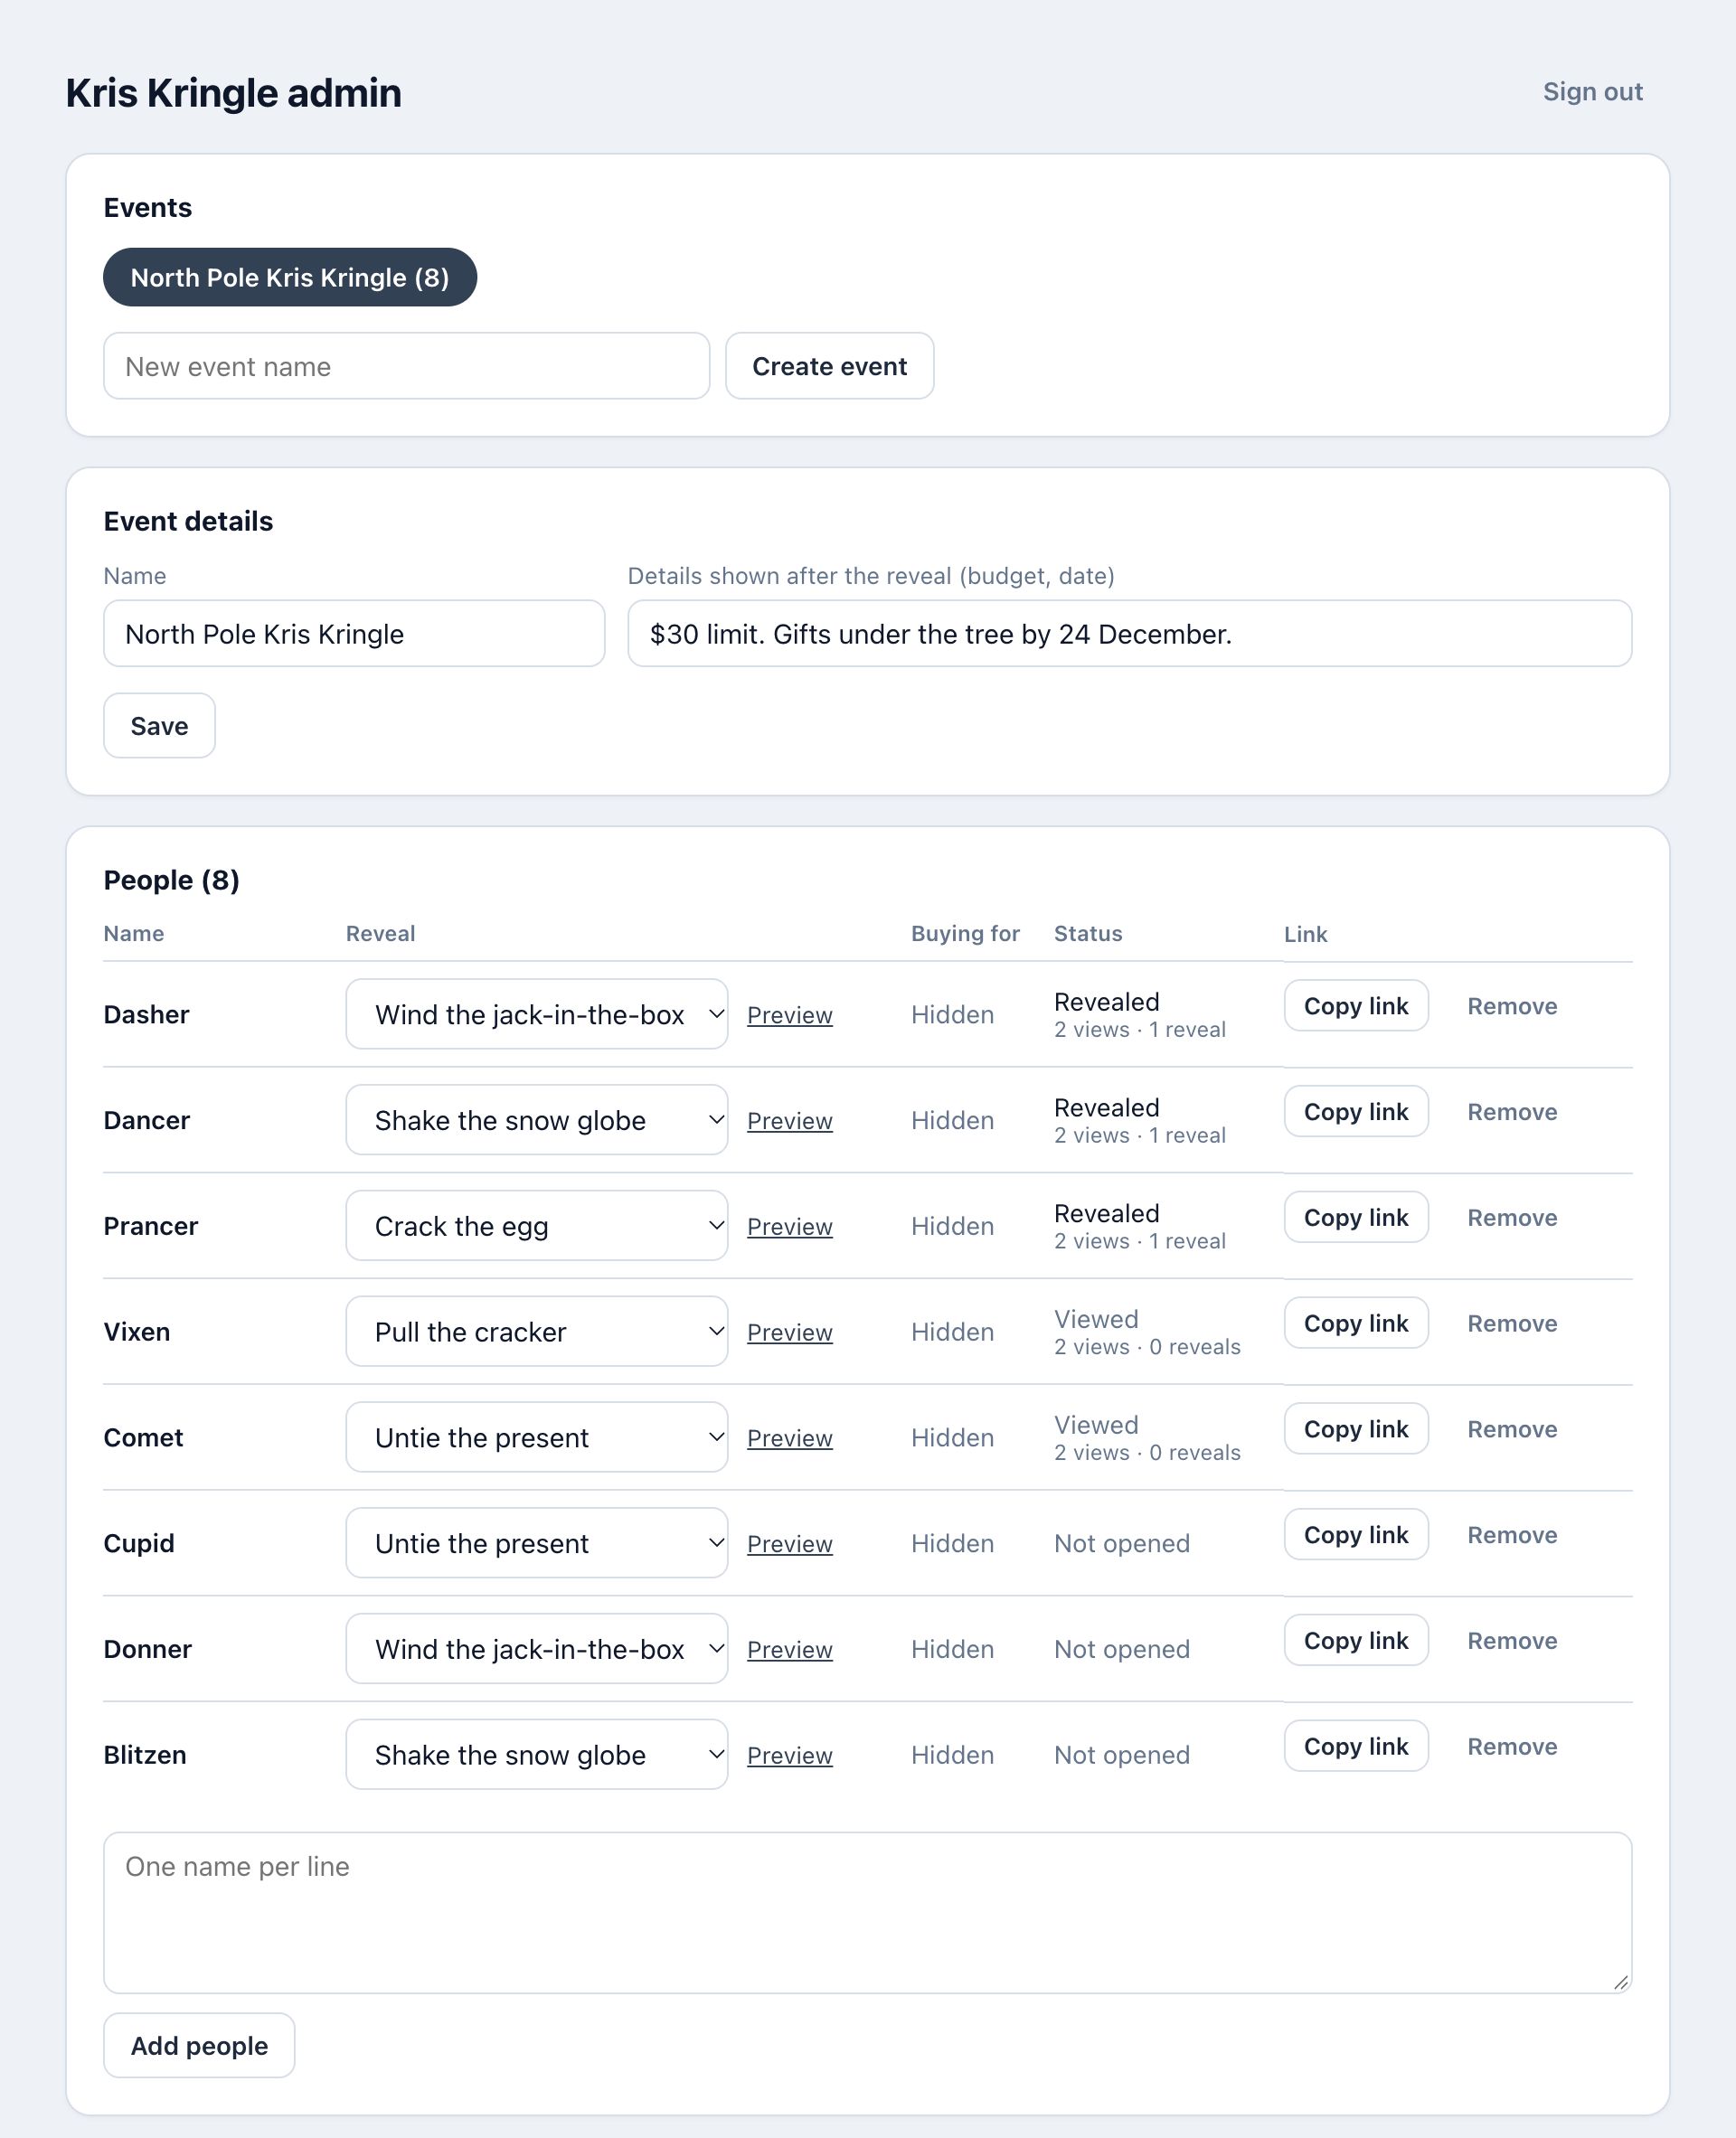 Kris Kringle admin
Sign out
Events
North Pole Kris Kringle (8)
New event name
Create event
Event details
Name
Details shown after the reveal (budget, date)
North Pole Kris Kringle
$30 limit. Gifts under the tree by 24 December.
Save
People (8)
Name Reveal Buying for Status Link
Dasher Wind the jack-in-the-box Preview Hidden Revealed Copy link Remove
2 views · 1 reveal
Dancer Shake the snow globe Preview Hidden Revealed Copy link Remove
2 views · 1 reveal
Prancer Crack the egg Preview Hidden Revealed Copy link Remove
2 views · 1 reveal
Vixen Pull the cracker Preview Hidden Viewed Copy link Remove
2 views · 0 reveals
Comet Untie the present Preview Hidden Viewed Copy link Remove
2 views · 0 reveals
Cupid Untie the present Preview Hidden Not opened Copy link Remove
Donner Wind the jack-in-the-box Preview Hidden Not opened Copy link Remove
Blitzen Shake the snow globe Preview Hidden Not opened Copy link Remove
One name per line
Add people